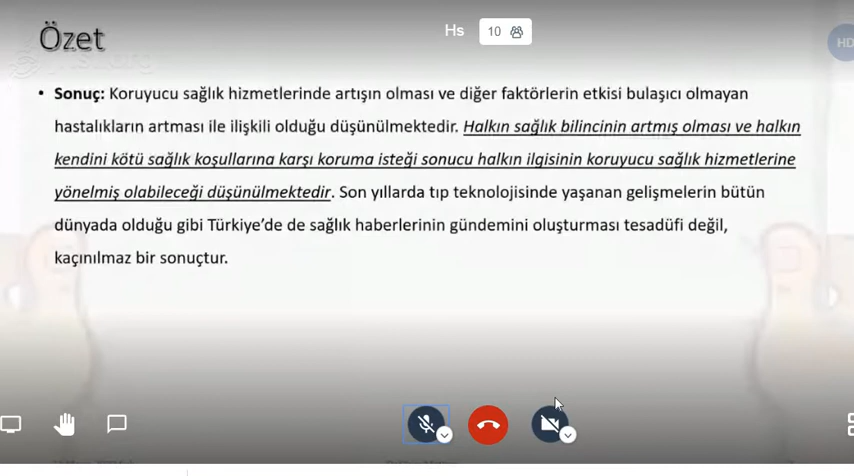 Özet
Hs
10
HD
• Sonuç: Koruyucu sağlık hizmetlerinde artışın olması ve diğer faktörlerin etkisi bulaşıcı olmayan
hastalıkların artması ile ilişkili olduğu düşünülmektedir. Halkın sağlık bilincinin artmış olması ve halkın
kendini kötü sağlık koşullarına karşı koruma isteği sonucu halkın ilgisinin koruyucu sağlık hizmetlerine
yönelmiş olabileceği düşünülmektedir. Son yıllarda tıp teknolojisinde yaşanan gelişmelerin bütün
dünyada olduğu gibi Türkiye’de de sağlık haberlerinin gündemini oluşturması tesadüfi değil,
kaçınılmaz bir sonuçtur.